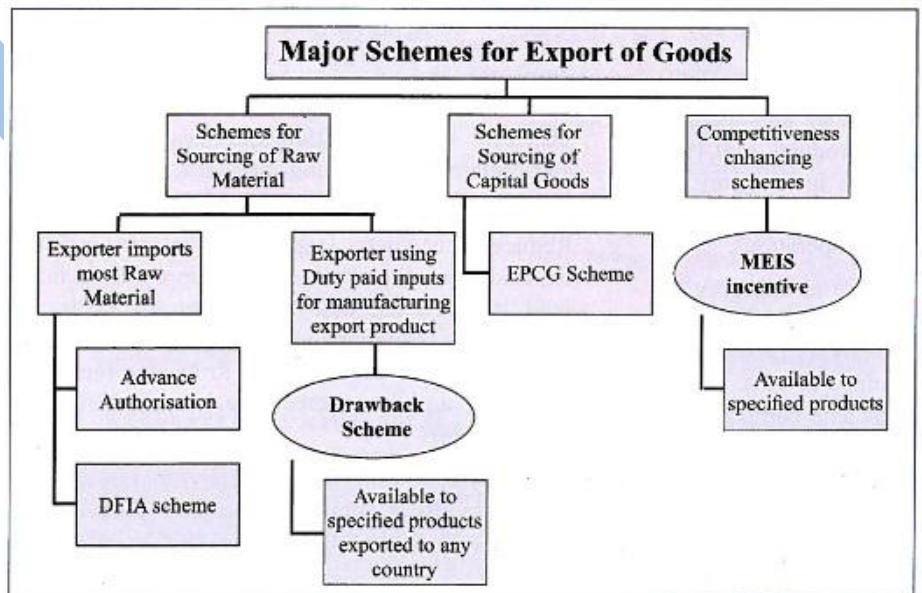 Major Schemes for Export of Goods
Schemes for
Sourcing of Raw
Material
Schemes for
Sourcing of
Capital Goods
Competitiveness
enhancing
schemes
Exporter imports
most Raw
Material
Exporter using
Duty paid inputs
for manufacturing
export product
EPCG Scheme
MEIS
incentive
Advance
Authorisation
Drawback
Scheme
Available to
specified products
DFIA scheme
Available to
specified products
exported to any
country